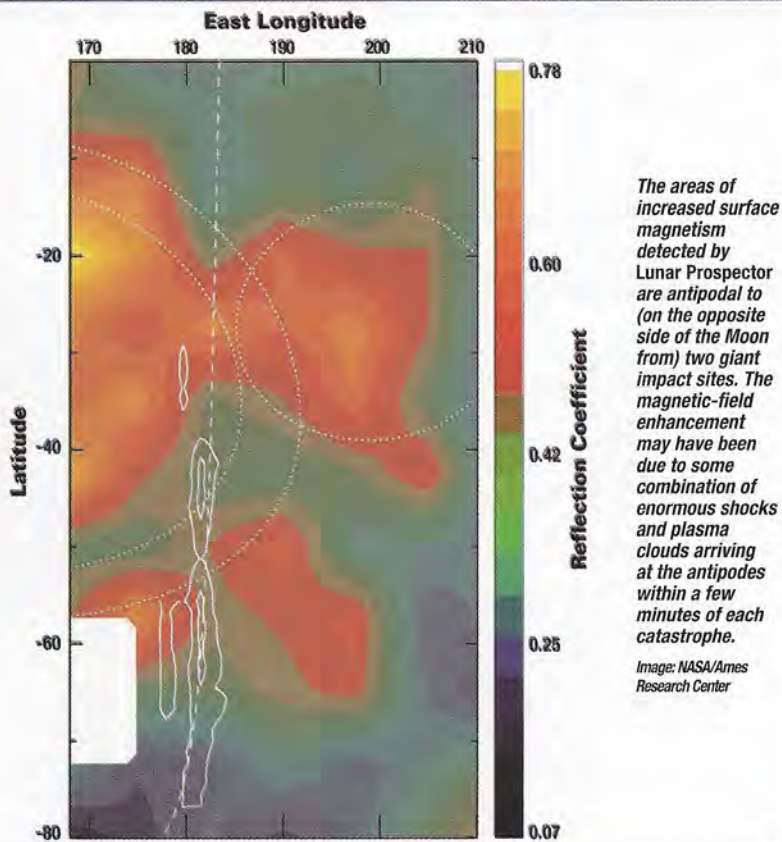 East Longitude
170 180 190 200 210
Latitude
-20
-40
-60
-80
0.78
0.60
0.42
0.25
0.07
Reflection Coefficient
The areas of
increased surface
magnetism
detected by
Lunar Prospector
are antipodal to
(on the opposite
side of the Moon
from) two giant
impact sites. The
magnetic-field
enhancement
may have been
due to some
combination of
enormous shocks
and plasma
clouds arriving
at the antipodes
within a few
minutes of each
catastrophe.
Image: NASA/Ames
Research Center